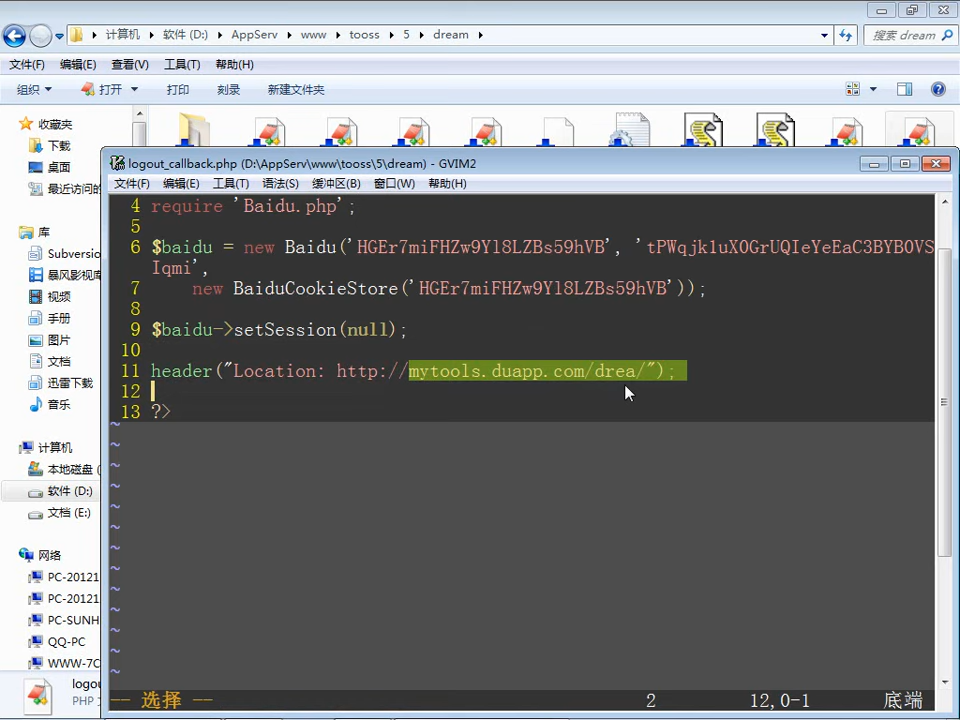 计算机 软件 (D:) AppServ www tooss 5 dream 搜索 dream
文件(F) 编辑(E) 查看(V) 工具(T) 帮助(H)
组织 打开 打印 刻录 新建文件夹
收藏夹
下载
桌面
最近访问的
库
Subversio
暴风影视库
视频
手册
图片
文档
迅雷下载
音乐
计算机
本地磁盘 (
软件 (D:)
文档 (E:)
网络
PC-20121
PC-20121
PC-SUNH
QQ-PC
WWW-7C
logou
PHP
logout_callback.php (D:\AppServ\www\tooss\5\dream) - GVIM2
文件(F) 编辑(E) 工具(T) 语法(S) 缓冲区(B) 窗口(W) 帮助(H)
4 require 'Baidu.php';
5
6 $baidu = new Baidu('HGEr7miFHZw9Yl8LZBs59hVB', 'tPWqjk1uX0GrUQIeYeEaC3BYBOVS
Iqmi',
7 new BaiduCookieStore('HGEr7miFHZw9Yl8LZBs59hVB'));
8
9 $baidu->setSession(null);
10
11 header("Location: http://mytools.duapp.com/drea/");
12
13 ?>
~
~
~
~
~
~
~
~
~
~
~
~
~
-- 选择 -- 2 12,0-1 底端